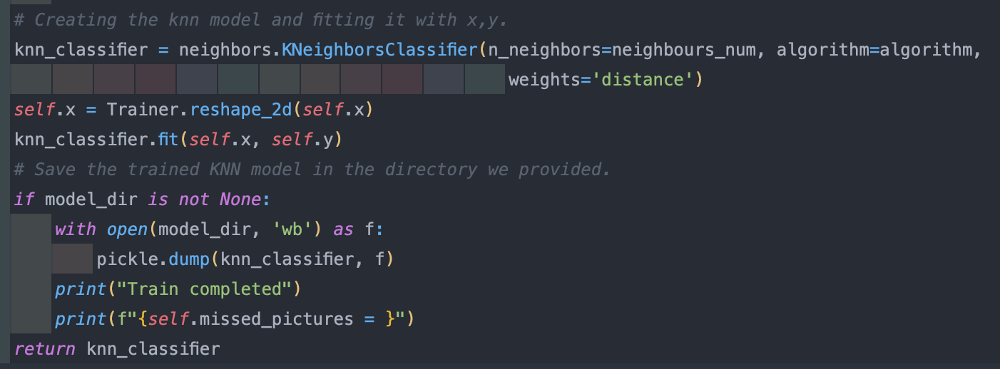 # Creating the knn model and fitting it with x,y.
knn_classifier = neighbors.KNeighborsClassifier(n_neighbors=neighbours_num, algorithm=algorithm,
                                                weights='distance')
self.x = Trainer.reshape_2d(self.x)
knn_classifier.fit(self.x, self.y)
# Save the trained KNN model in the directory we provided.
if model_dir is not None:
    with open(model_dir, 'wb') as f:
        pickle.dump(knn_classifier, f)
    print("Train completed")
    print(f"{self.missed_pictures = }")
return knn_classifier